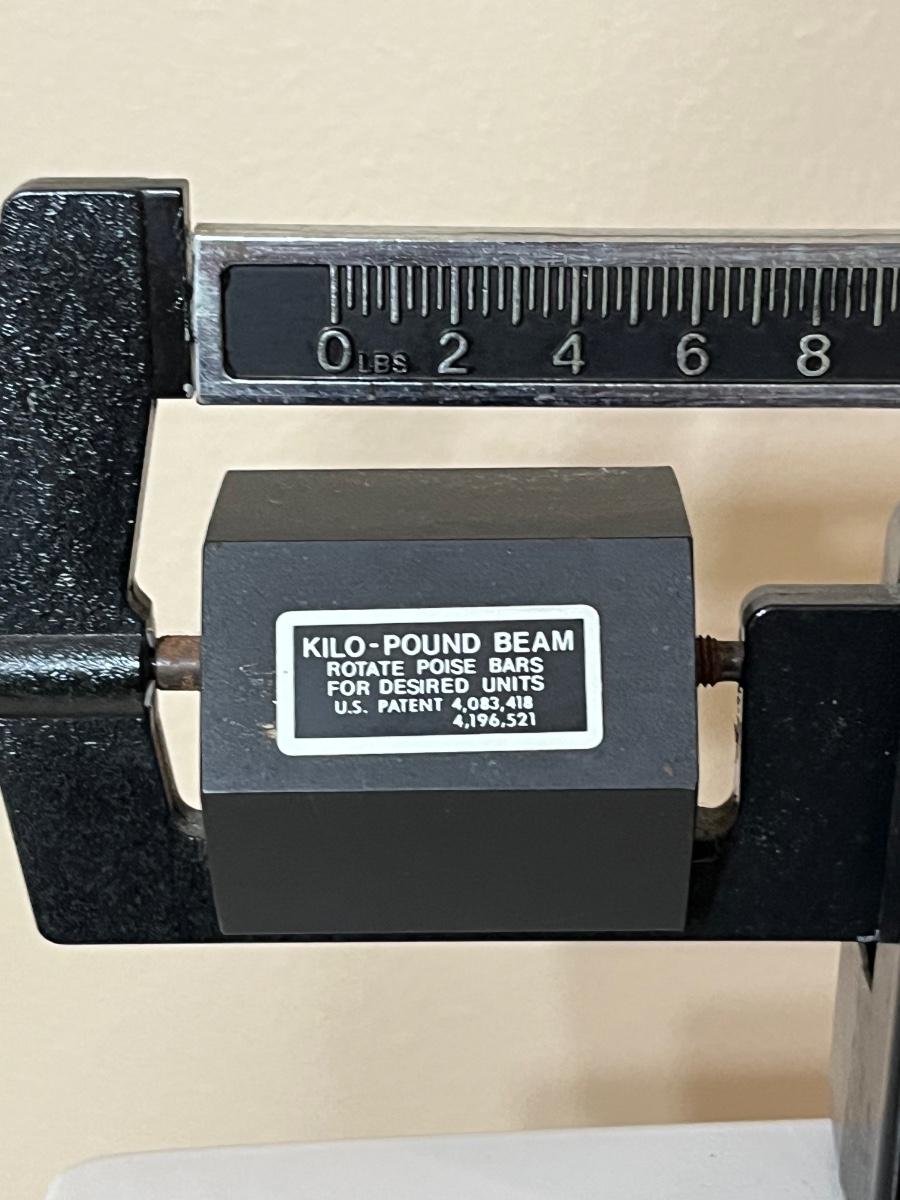 0 LBS 2 4 6 8
KILO-POUND BEAM
ROTATE POISE BARS
FOR DESIRED UNITS
U.S. PATENT 4,083,418
4,196,521